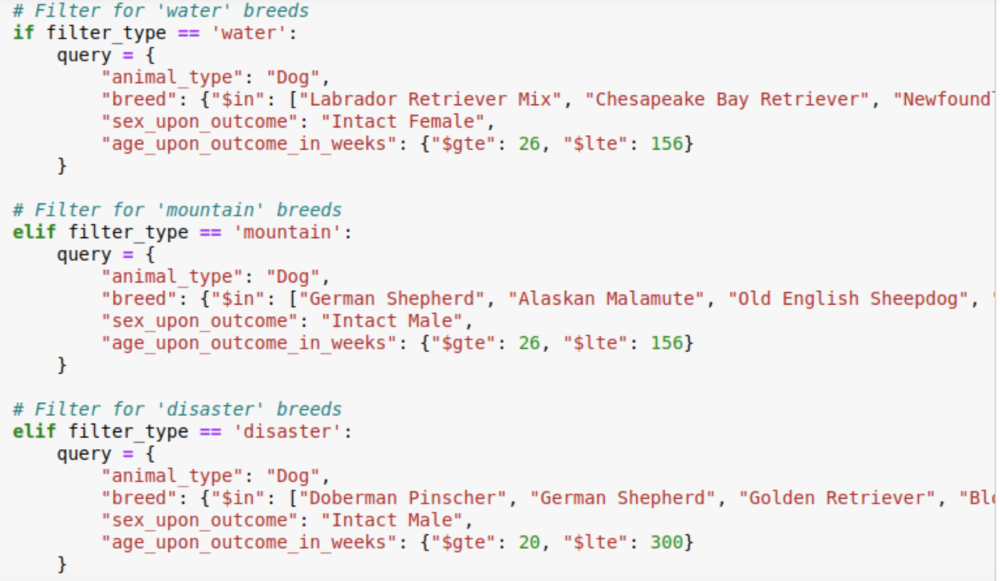 # Filter for 'water' breeds
if filter_type == 'water':
    query = {
        "animal_type": "Dog",
        "breed": {"$in": ["Labrador Retriever Mix", "Chesapeake Bay Retriever", "Newfound
        "sex_upon_outcome": "Intact Female",
        "age_upon_outcome_in_weeks": {"$gte": 26, "$lte": 156}
    }

# Filter for 'mountain' breeds
elif filter_type == 'mountain':
    query = {
        "animal_type": "Dog",
        "breed": {"$in": ["German Shepherd", "Alaskan Malamute", "Old English Sheepdog", "
        "sex_upon_outcome": "Intact Male",
        "age_upon_outcome_in_weeks": {"$gte": 26, "$lte": 156}
    }

# Filter for 'disaster' breeds
elif filter_type == 'disaster':
    query = {
        "animal_type": "Dog",
        "breed": {"$in": ["Doberman Pinscher", "German Shepherd", "Golden Retriever", "Blo
        "sex_upon_outcome": "Intact Male",
        "age_upon_outcome_in_weeks": {"$gte": 20, "$lte": 300}
    }